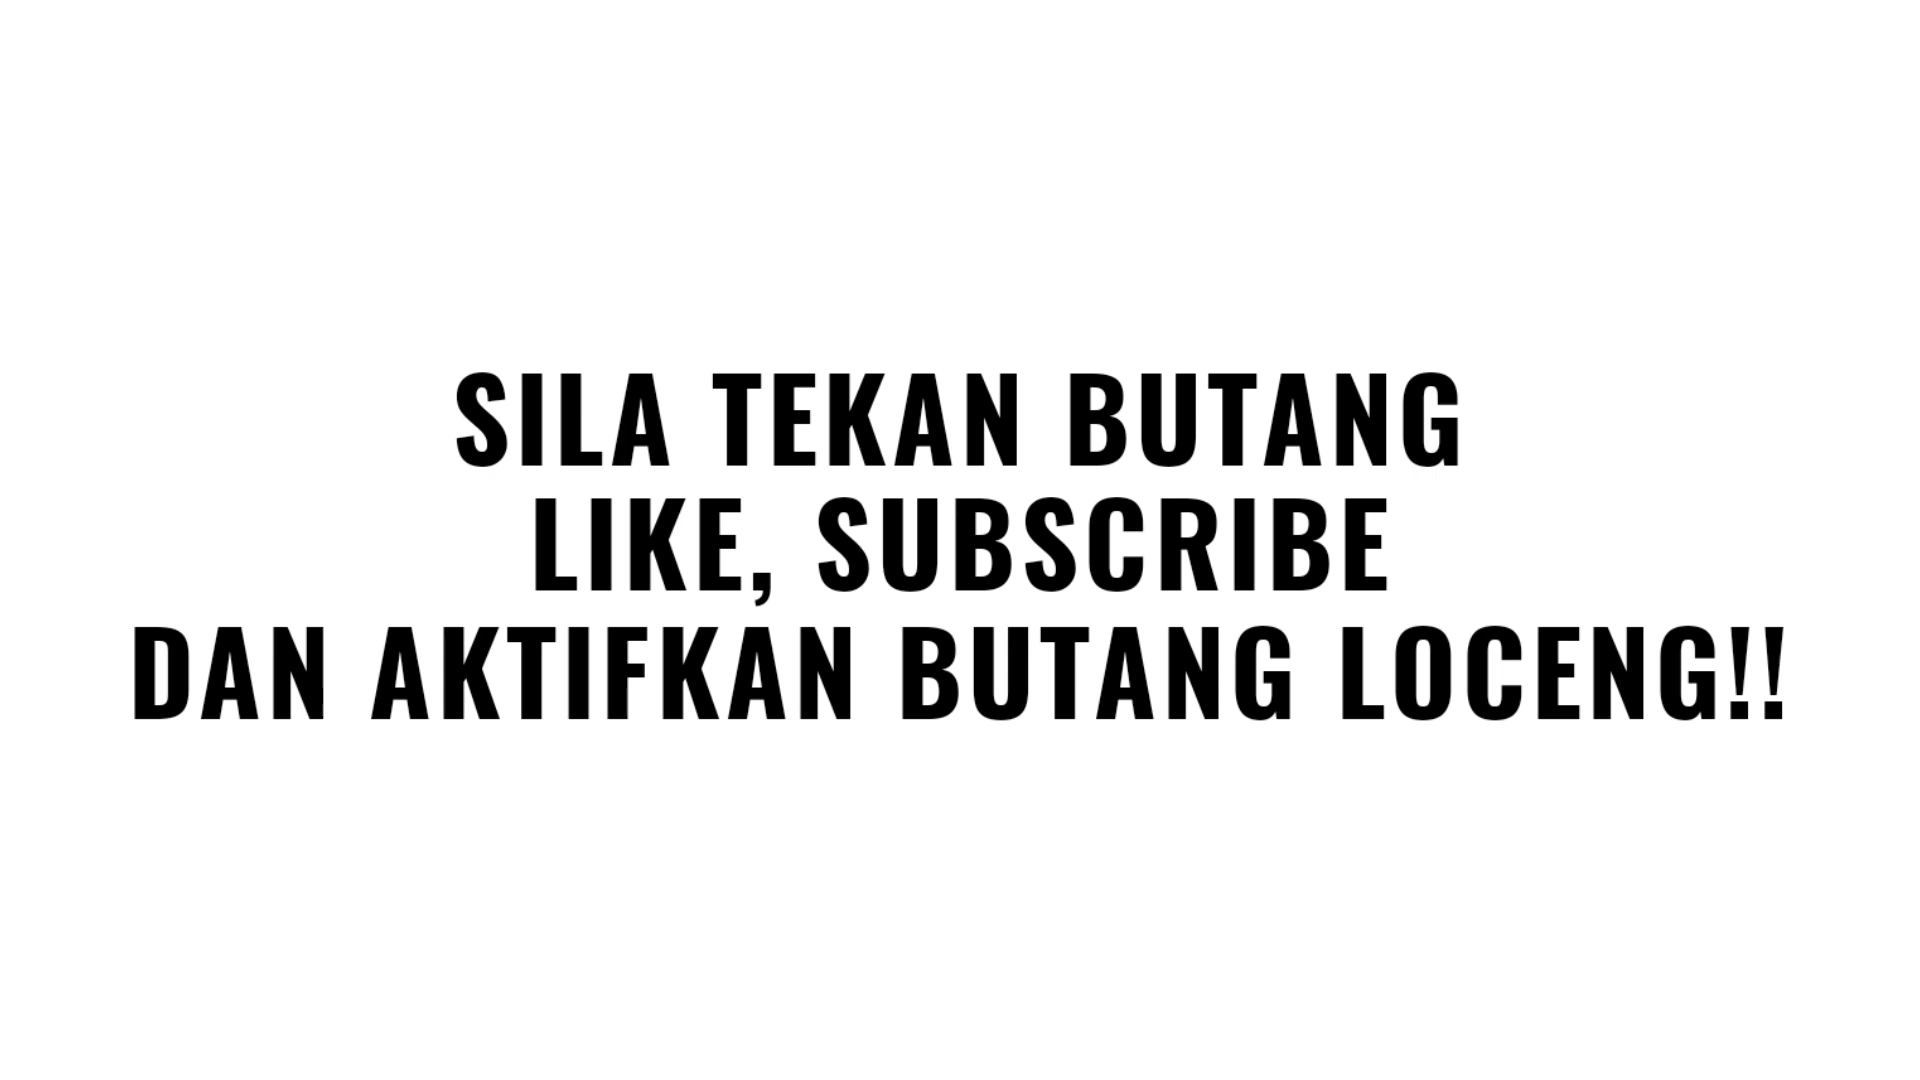 SILA TEKAN BUTANG
LIKE, SUBSCRIBE
DAN AKTIFKAN BUTANG LOCENG!!